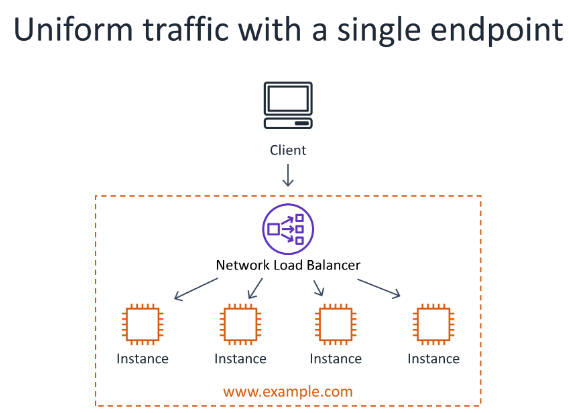 Uniform traffic with a single endpoint
Client
Network Load Balancer
Instance
Instance
Instance
Instance
www.example.com